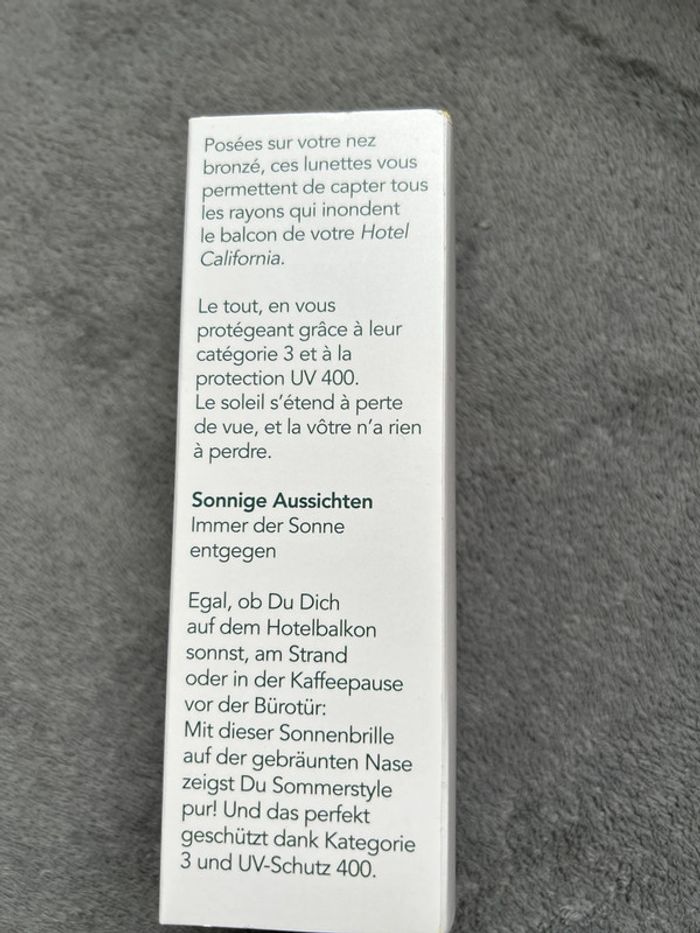 Posées sur votre nez
bronzé, ces lunettes vous
permettent de capter tous
les rayons qui inondent
le balcon de votre Hotel
California.
Le tout, en vous
protégeant grâce à leur
catégorie 3 et à la
protection UV 400.
Le soleil s'étend à perte
de vue, et la vôtre n'a rien
à perdre.
Sonnige Aussichten
Immer der Sonne
entgegen
Egal, ob Du Dich
auf dem Hotelbalkon
sonnst, am Strand
oder in der Kaffeepause
vor der Bürotür:
Mit dieser Sonnenbrille
auf der gebräunten Nase
zeigst Du Sommerstyle
pur! Und das perfekt
geschützt dank Kategorie
3 und UV-Schutz 400.